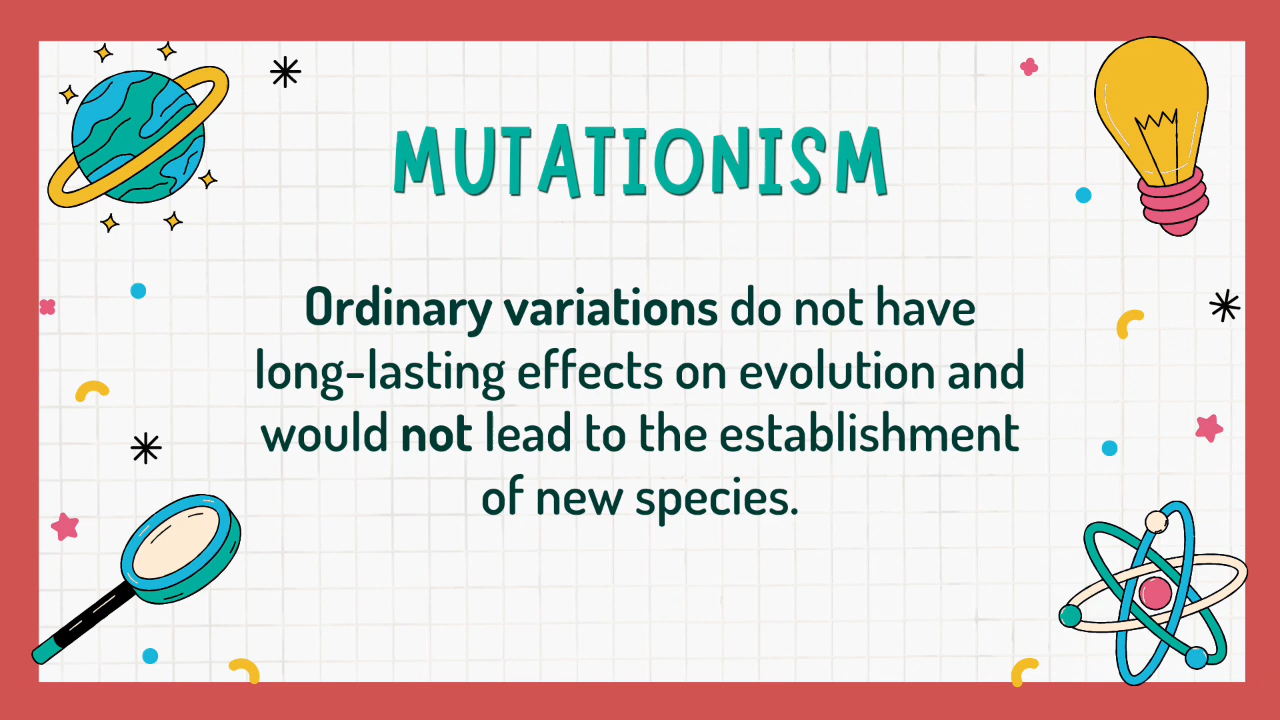 MUTATIONISM
Ordinary variations do not have
long-lasting effects on evolution and
would not lead to the establishment
of new species.